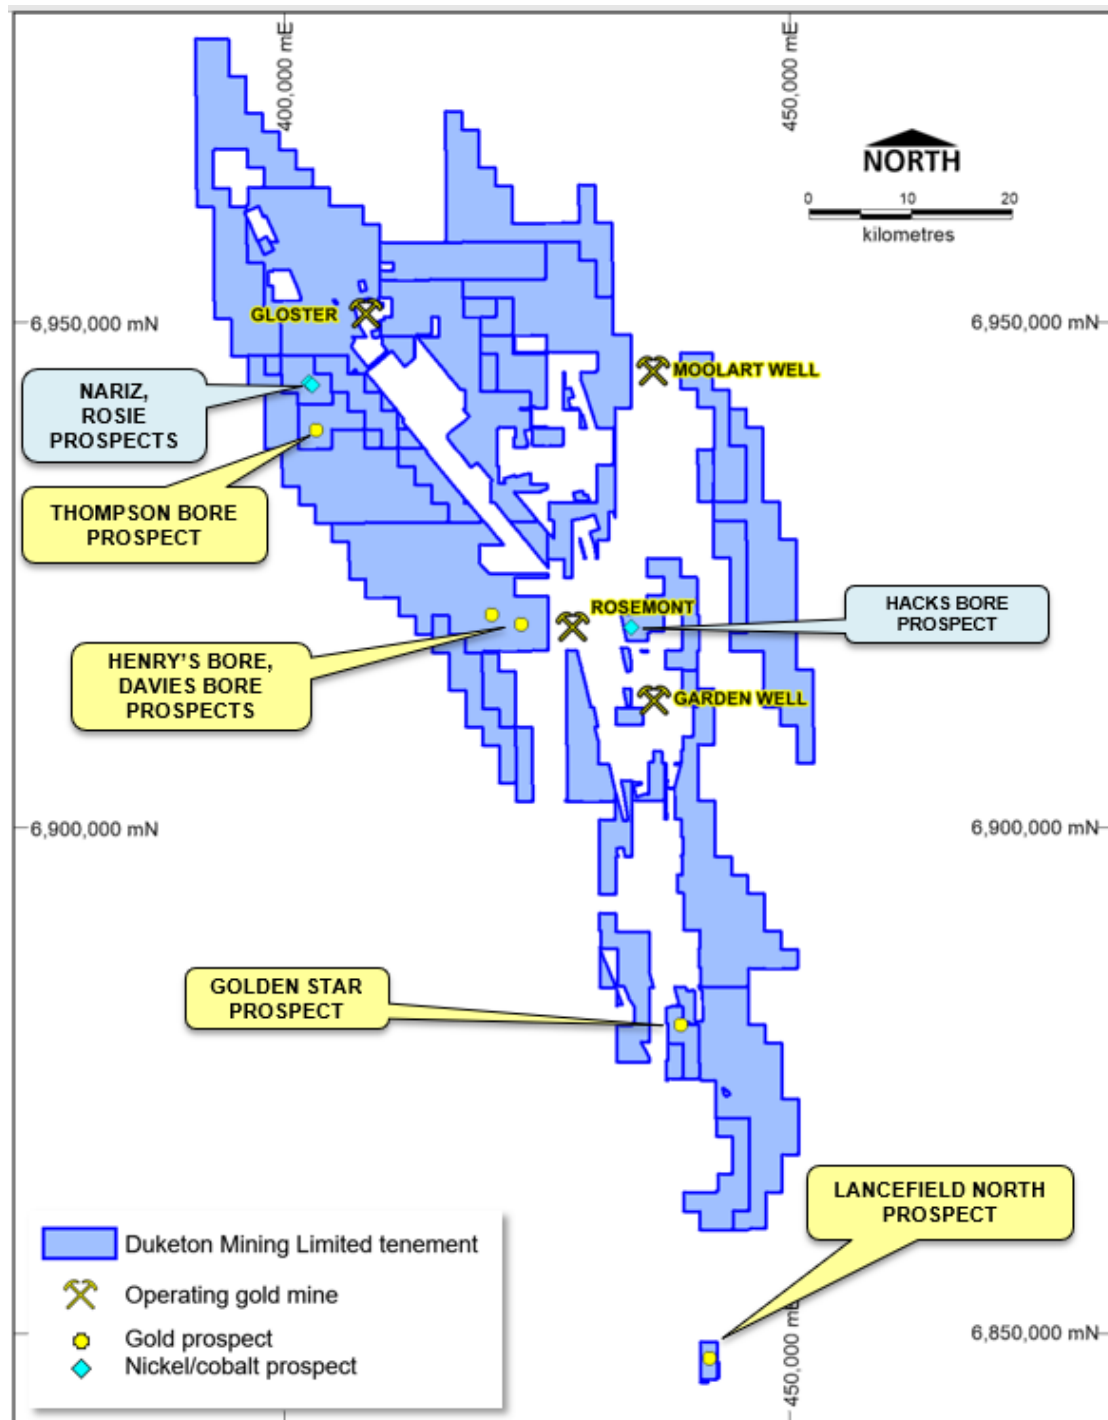 400,000 mE
450,000 mE
NORTH
0 10 20
kilometres
GLOSTER
6,950,000 mN
6,950,000 mN
MOOLART WELL
NARIZ,
ROSIE
PROSPECTS
THOMPSON BORE
PROSPECT
HACKS BORE
PROSPECT
ROSEMONT
HENRY'S BORE,
DAVIES BORE
PROSPECTS
GARDEN WELL
6,900,000 mN
6,900,000 mN
GOLDEN STAR
PROSPECT
LANCEFIELD NORTH
PROSPECT
Duketon Mining Limited tenement
Operating gold mine
Gold prospect
Nickel/cobalt prospect
450,000 mE
6,850,000 mN